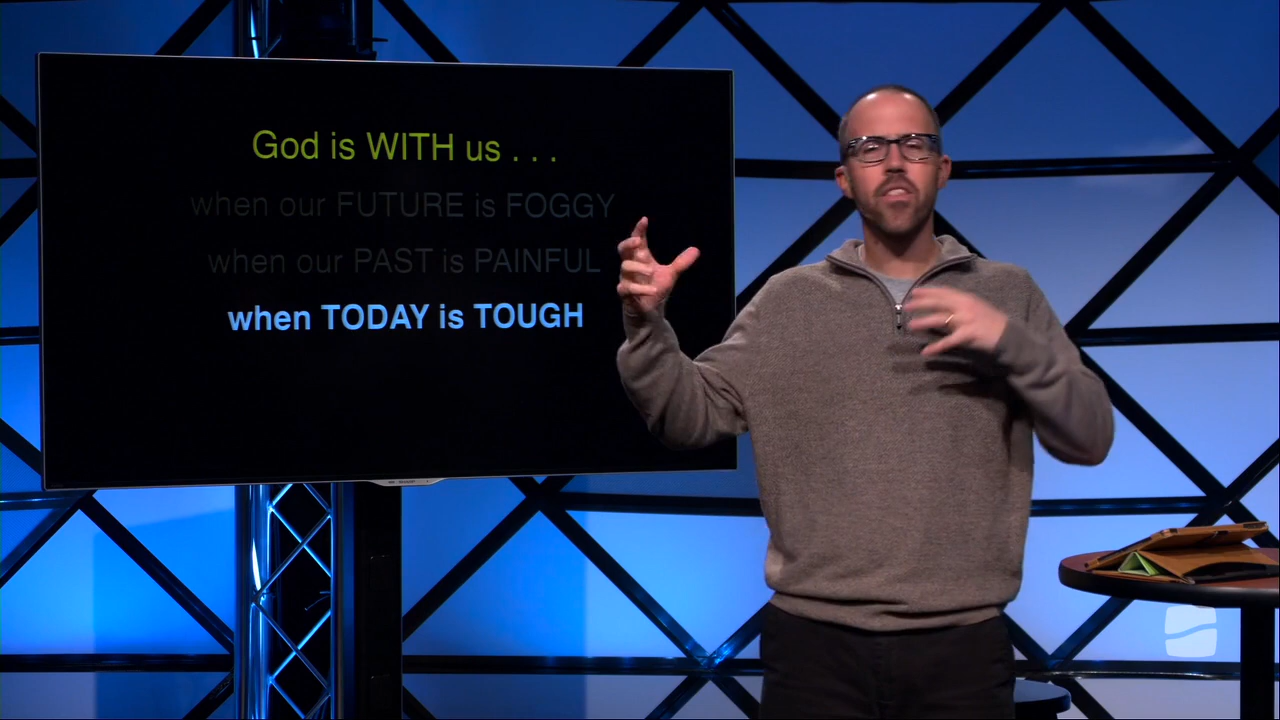 God is WITH us . . .
when our FUTURE is FOGGY
when our PAST is PAINFUL
when TODAY is TOUGH